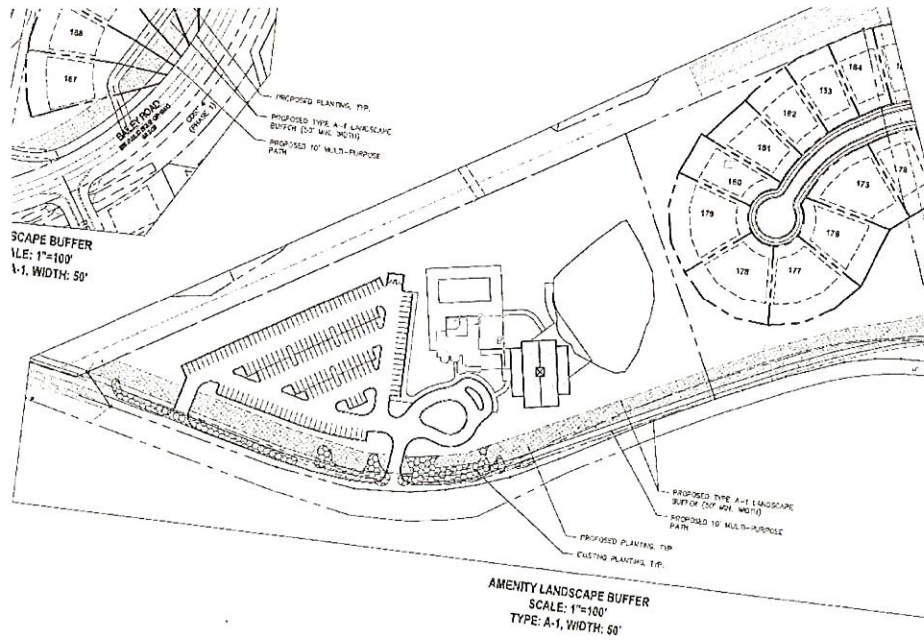 188
187
BAILEY ROAD
(PHASE 1)
PROPOSED PLANTING, TYP.
PROPOSED TYPE A-1 LANDSCAPE
BUFFER (50' MIN. WIDTH)
PROPOSED 10' MULTI-PURPOSE
PATH
SCAPE BUFFER
ALE: 1"=100'
A-1, WIDTH: 50'
184
183
182
181
180
179
178
177
176
173
PROPOSED TYPE A-1 LANDSCAPE
BUFFER (50' MIN. WIDTH)
PROPOSED 10' MULTI-PURPOSE
PATH
PROPOSED PLANTING, TYP
EXISTING PLANTING, TYP.
AMENITY LANDSCAPE BUFFER
SCALE: 1"=100'
TYPE: A-1, WIDTH: 50'